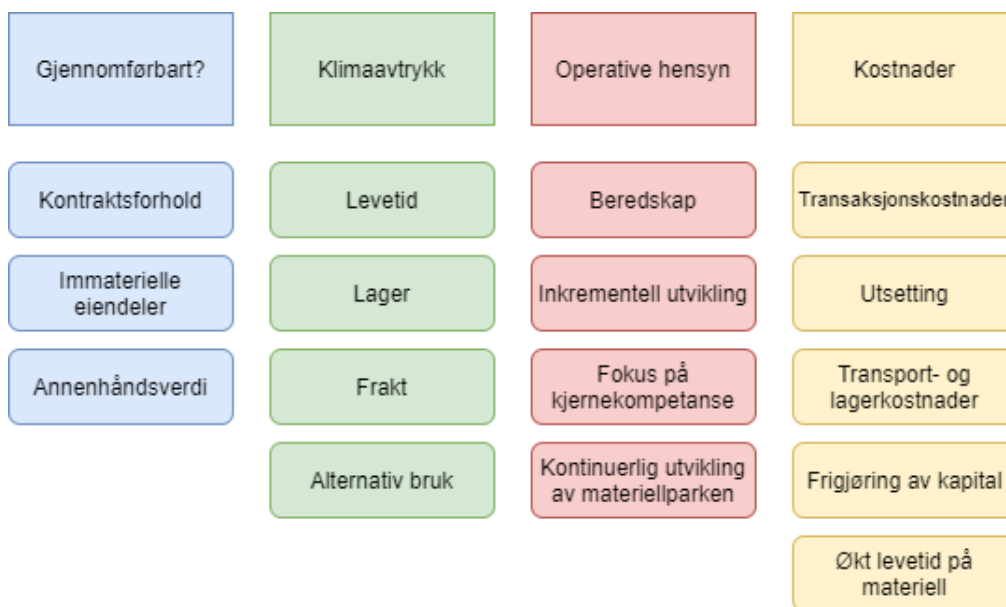 Gjennomførbart?
Klimaavtrykk
Operative hensyn
Kostnader
Kontraktsforhold
Levetid
Beredskap
Transaksjonskostnader
Immaterielle
eiendeler
Lager
Inkrementell utvikling
Utsetting
Annenhåndsverdi
Frakt
Fokus på
kjernekompetanse
Transport- og
lagerkostnader
Alternativ bruk
Kontinuerlig utvikling
av materiellparken
Frigjøring av kapital
Økt levetid på
materiell